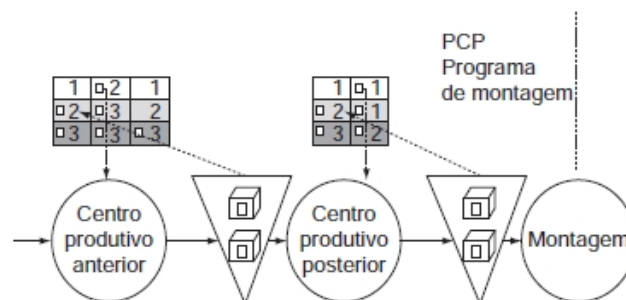 PCP
Programa
de montagem
1 2 1
2 3 2
3 3 3
1 1
2 1
3 2
Centro
produtivo
anterior
Centro
produtivo
posterior
Montagem